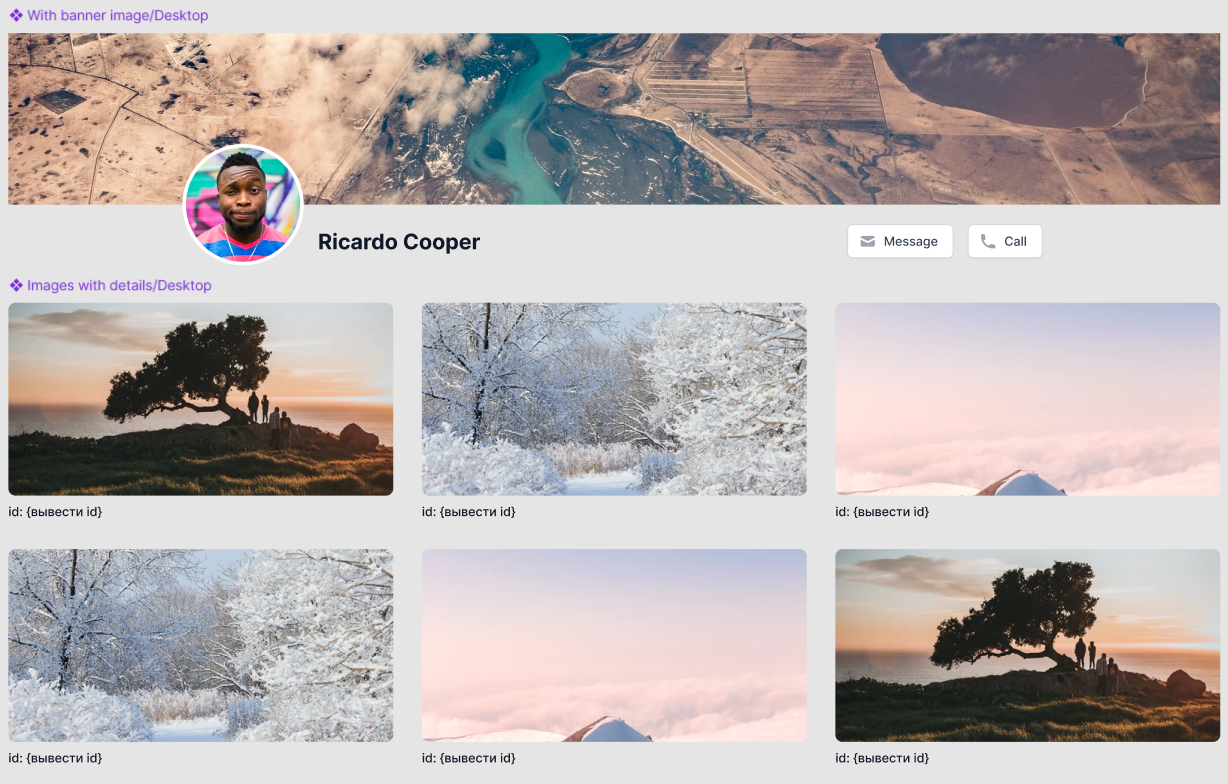 With banner image/Desktop
Ricardo Cooper
Message
Call
Images with details/Desktop
id: {вывести id}
id: {вывести id}
id: {вывести id}
id: {вывести id}
id: {вывести id}
id: {вывести id}